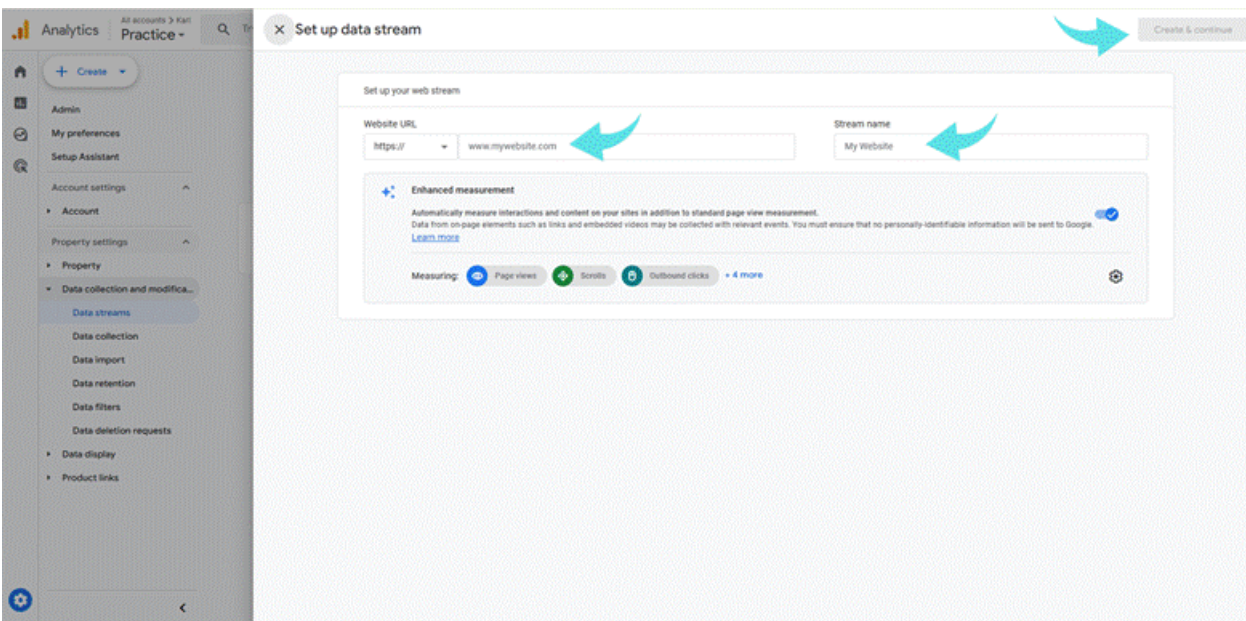 All accounts > Karl
Analytics
Practice
Set up data stream
Create & continue
Create
Admin
My preferences
Setup Assistant
Account settings
Account
Property settings
Property
Data collection and modifica...
Data streams
Data collection
Data import
Data retention
Data filters
Data deletion requests
Data display
Product links
Set up your web stream
Website URL
Stream name
https://
www.mywebsite.com
My Website
Enhanced measurement
Automatically measure interactions and content on your sites in addition to standard page view measurement.
Data from on-page elements such as links and embedded videos may be collected with relevant events. You must ensure that no personally-identifiable information will be sent to Google.
Learn more
Measuring:
Page views
Scrolls
Outbound clicks
+ 4 more